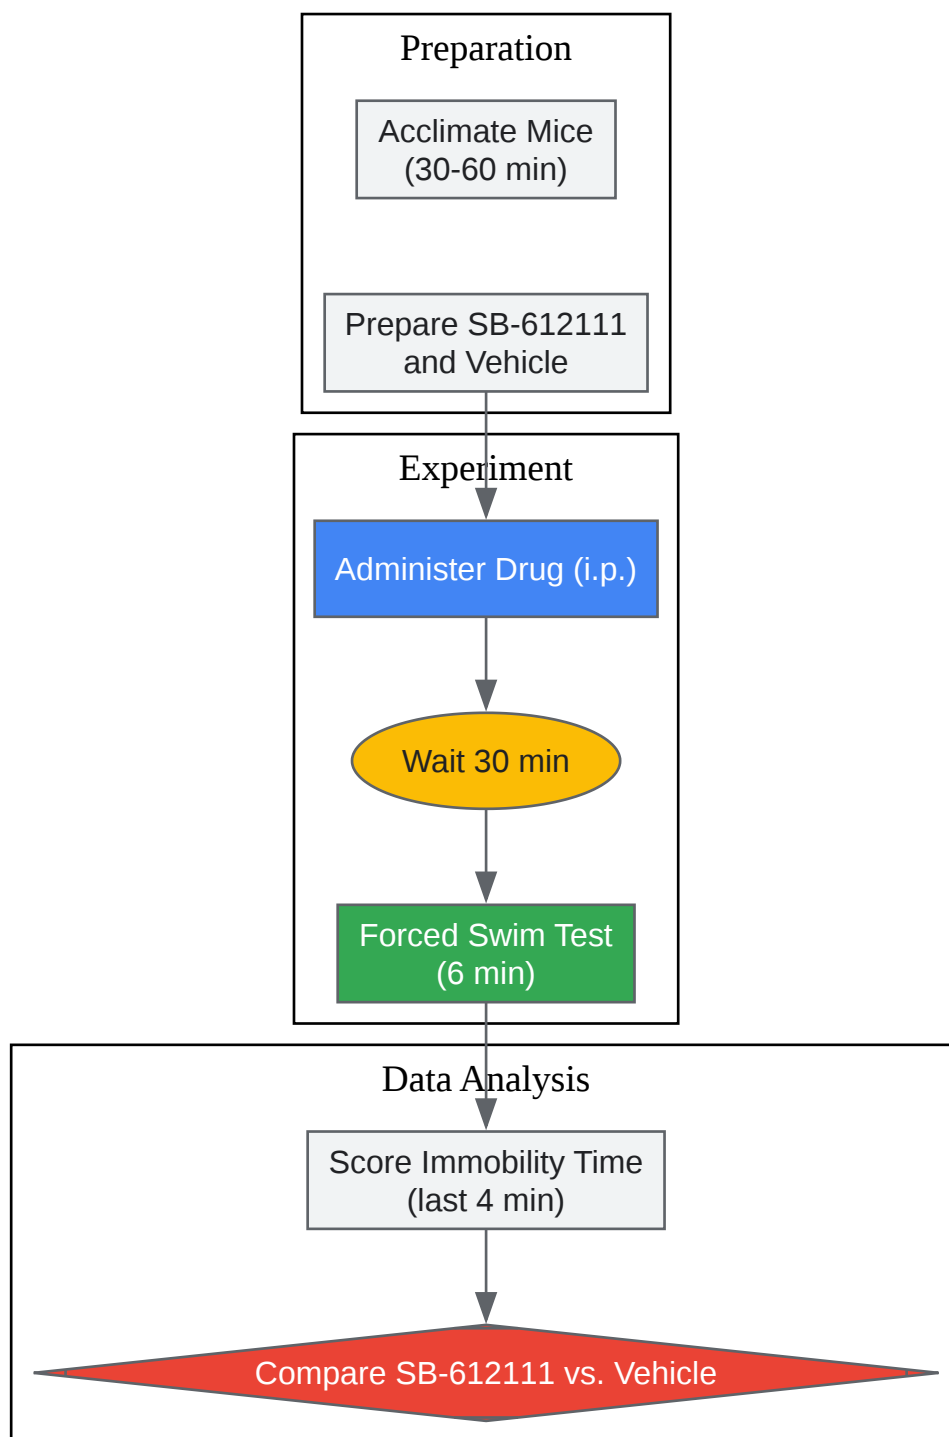 Preparation
Acclimate Mice
(30-60 min)
Prepare SB-612111
and Vehicle
Experiment
Administer Drug (i.p.)
Wait 30 min
Forced Swim Test
(6 min)
Data Analysis
Score Immobility Time
(last 4 min)
Compare SB-612111 vs. Vehicle